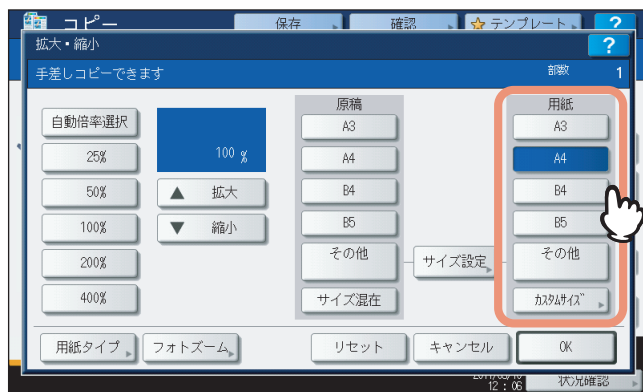 コピー
保存
確認
テンプレート
?
拡大・縮小
?
手差しコピーできます
部数 1
自動倍率選択
25%
50%
100%
200%
400%
100 %
▲ 拡大
▼ 縮小
原稿
A3
A4
B4
B5
その他
サイズ混在
サイズ設定
用紙
A3
A4
B4
B5
その他
カスタムサイズ
用紙タイプ
フォトズーム
リセット
キャンセル
OK
12:06
状況確認